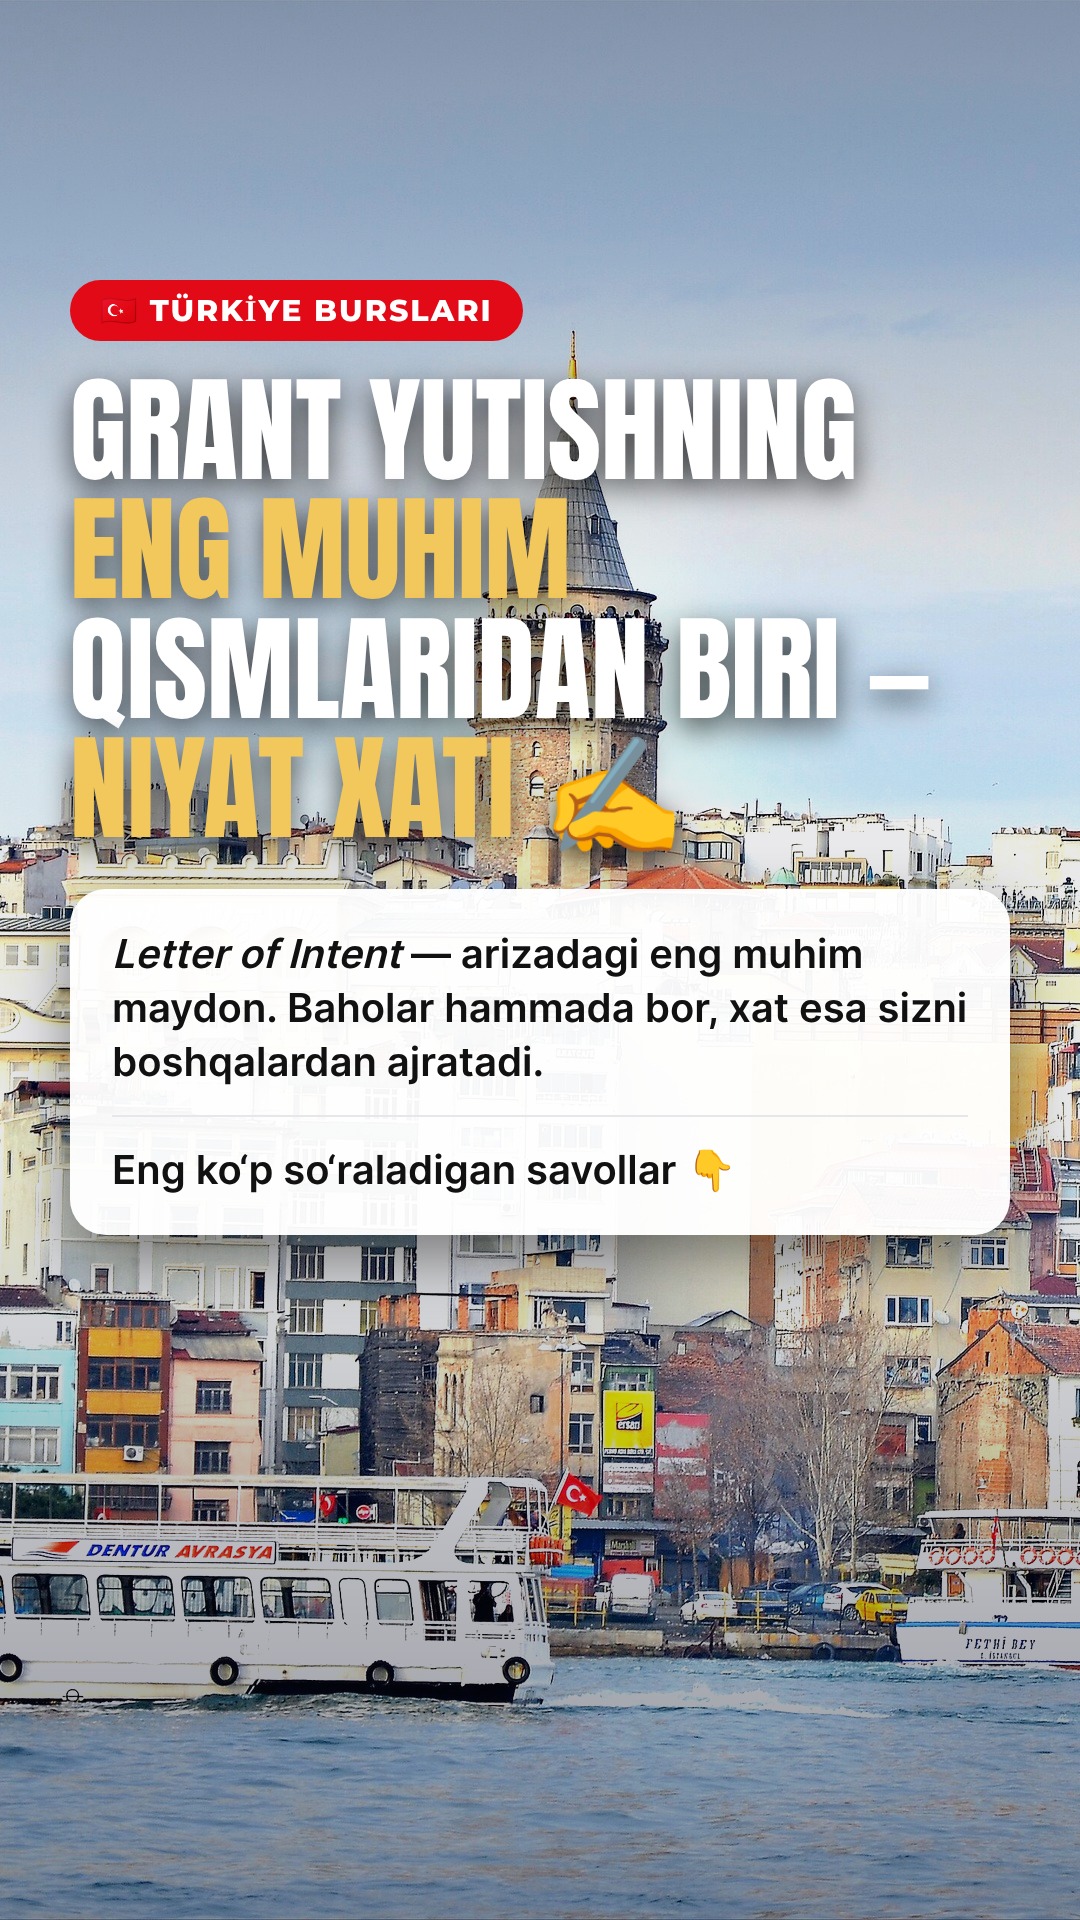 🇹🇷 TÜRKİYE BURSLARI
GRANT YUTISHNING
ENG MUHIM
QISMLARIDAN BIRI –
NIYAT XATI ✍️
Letter of Intent — arizadagi eng muhim
maydon. Baholar hammada bor, xat esa sizni
boshqalardan ajratadi.
Eng ko‘p so‘raladigan savollar 👇
ersan
DENTUR AVRASYA
FETHİ BEY